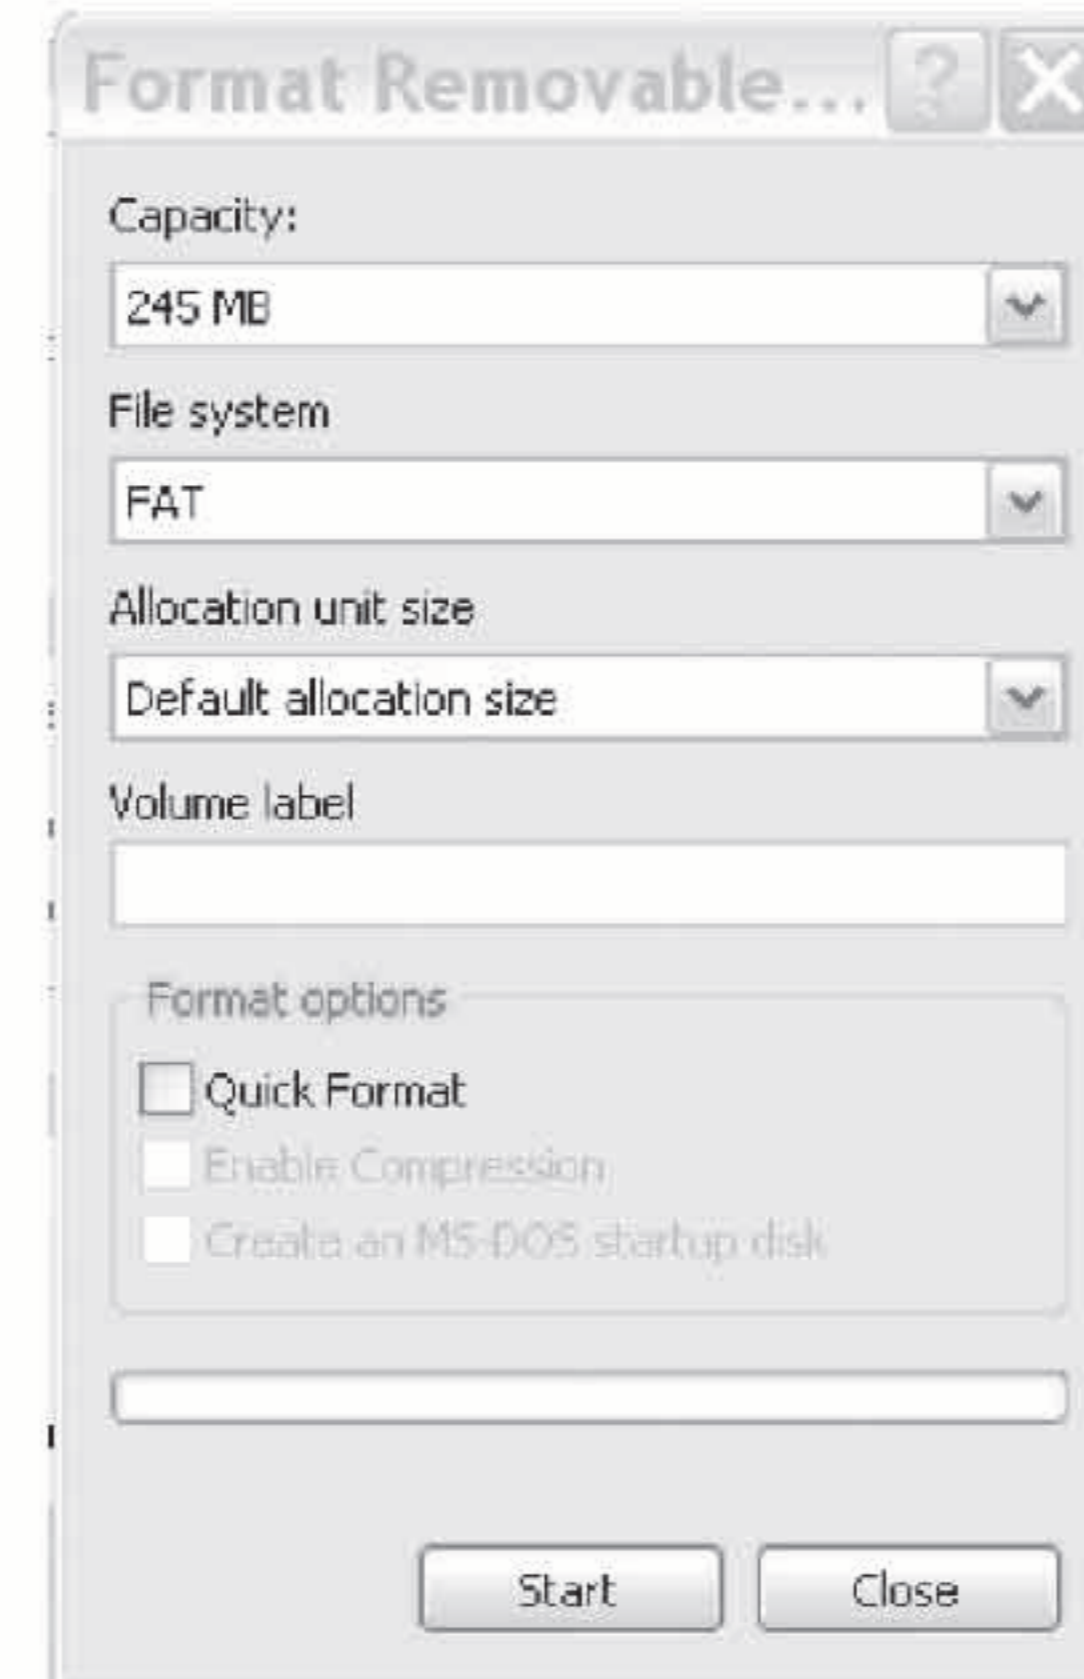 Format Removable...
Capacity:
245 MB
File system
FAT
Allocation unit size
Default allocation size
Volume label
Format options
Quick Format
Enable Compression
Create an MS-DOS startup disk
Start
Close